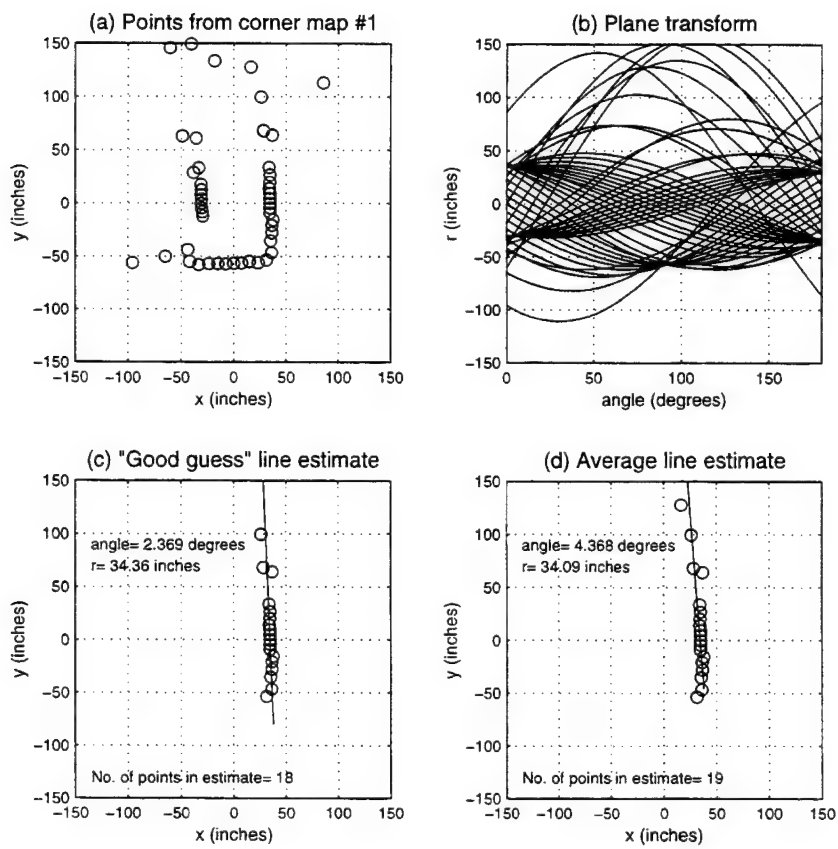 (a) Points from corner map #1
150
100
50
0
−50
−100
−150
y (inches)
−150 −100 −50 0 50 100 150
x (inches)
(b) Plane transform
150
100
50
0
−50
−100
−150
r (inches)
0 50 100 150
angle (degrees)
(c) "Good guess" line estimate
150
100
50
0
−50
−100
−150
y (inches)
angle= 2.369 degrees
r= 34.36 inches
No. of points in estimate= 18
−150 −100 −50 0 50 100 150
x (inches)
(d) Average line estimate
150
100
50
0
−50
−100
−150
y (inches)
angle= 4.368 degrees
r= 34.09 inches
No. of points in estimate= 19
−150 −100 −50 0 50 100 150
x (inches)